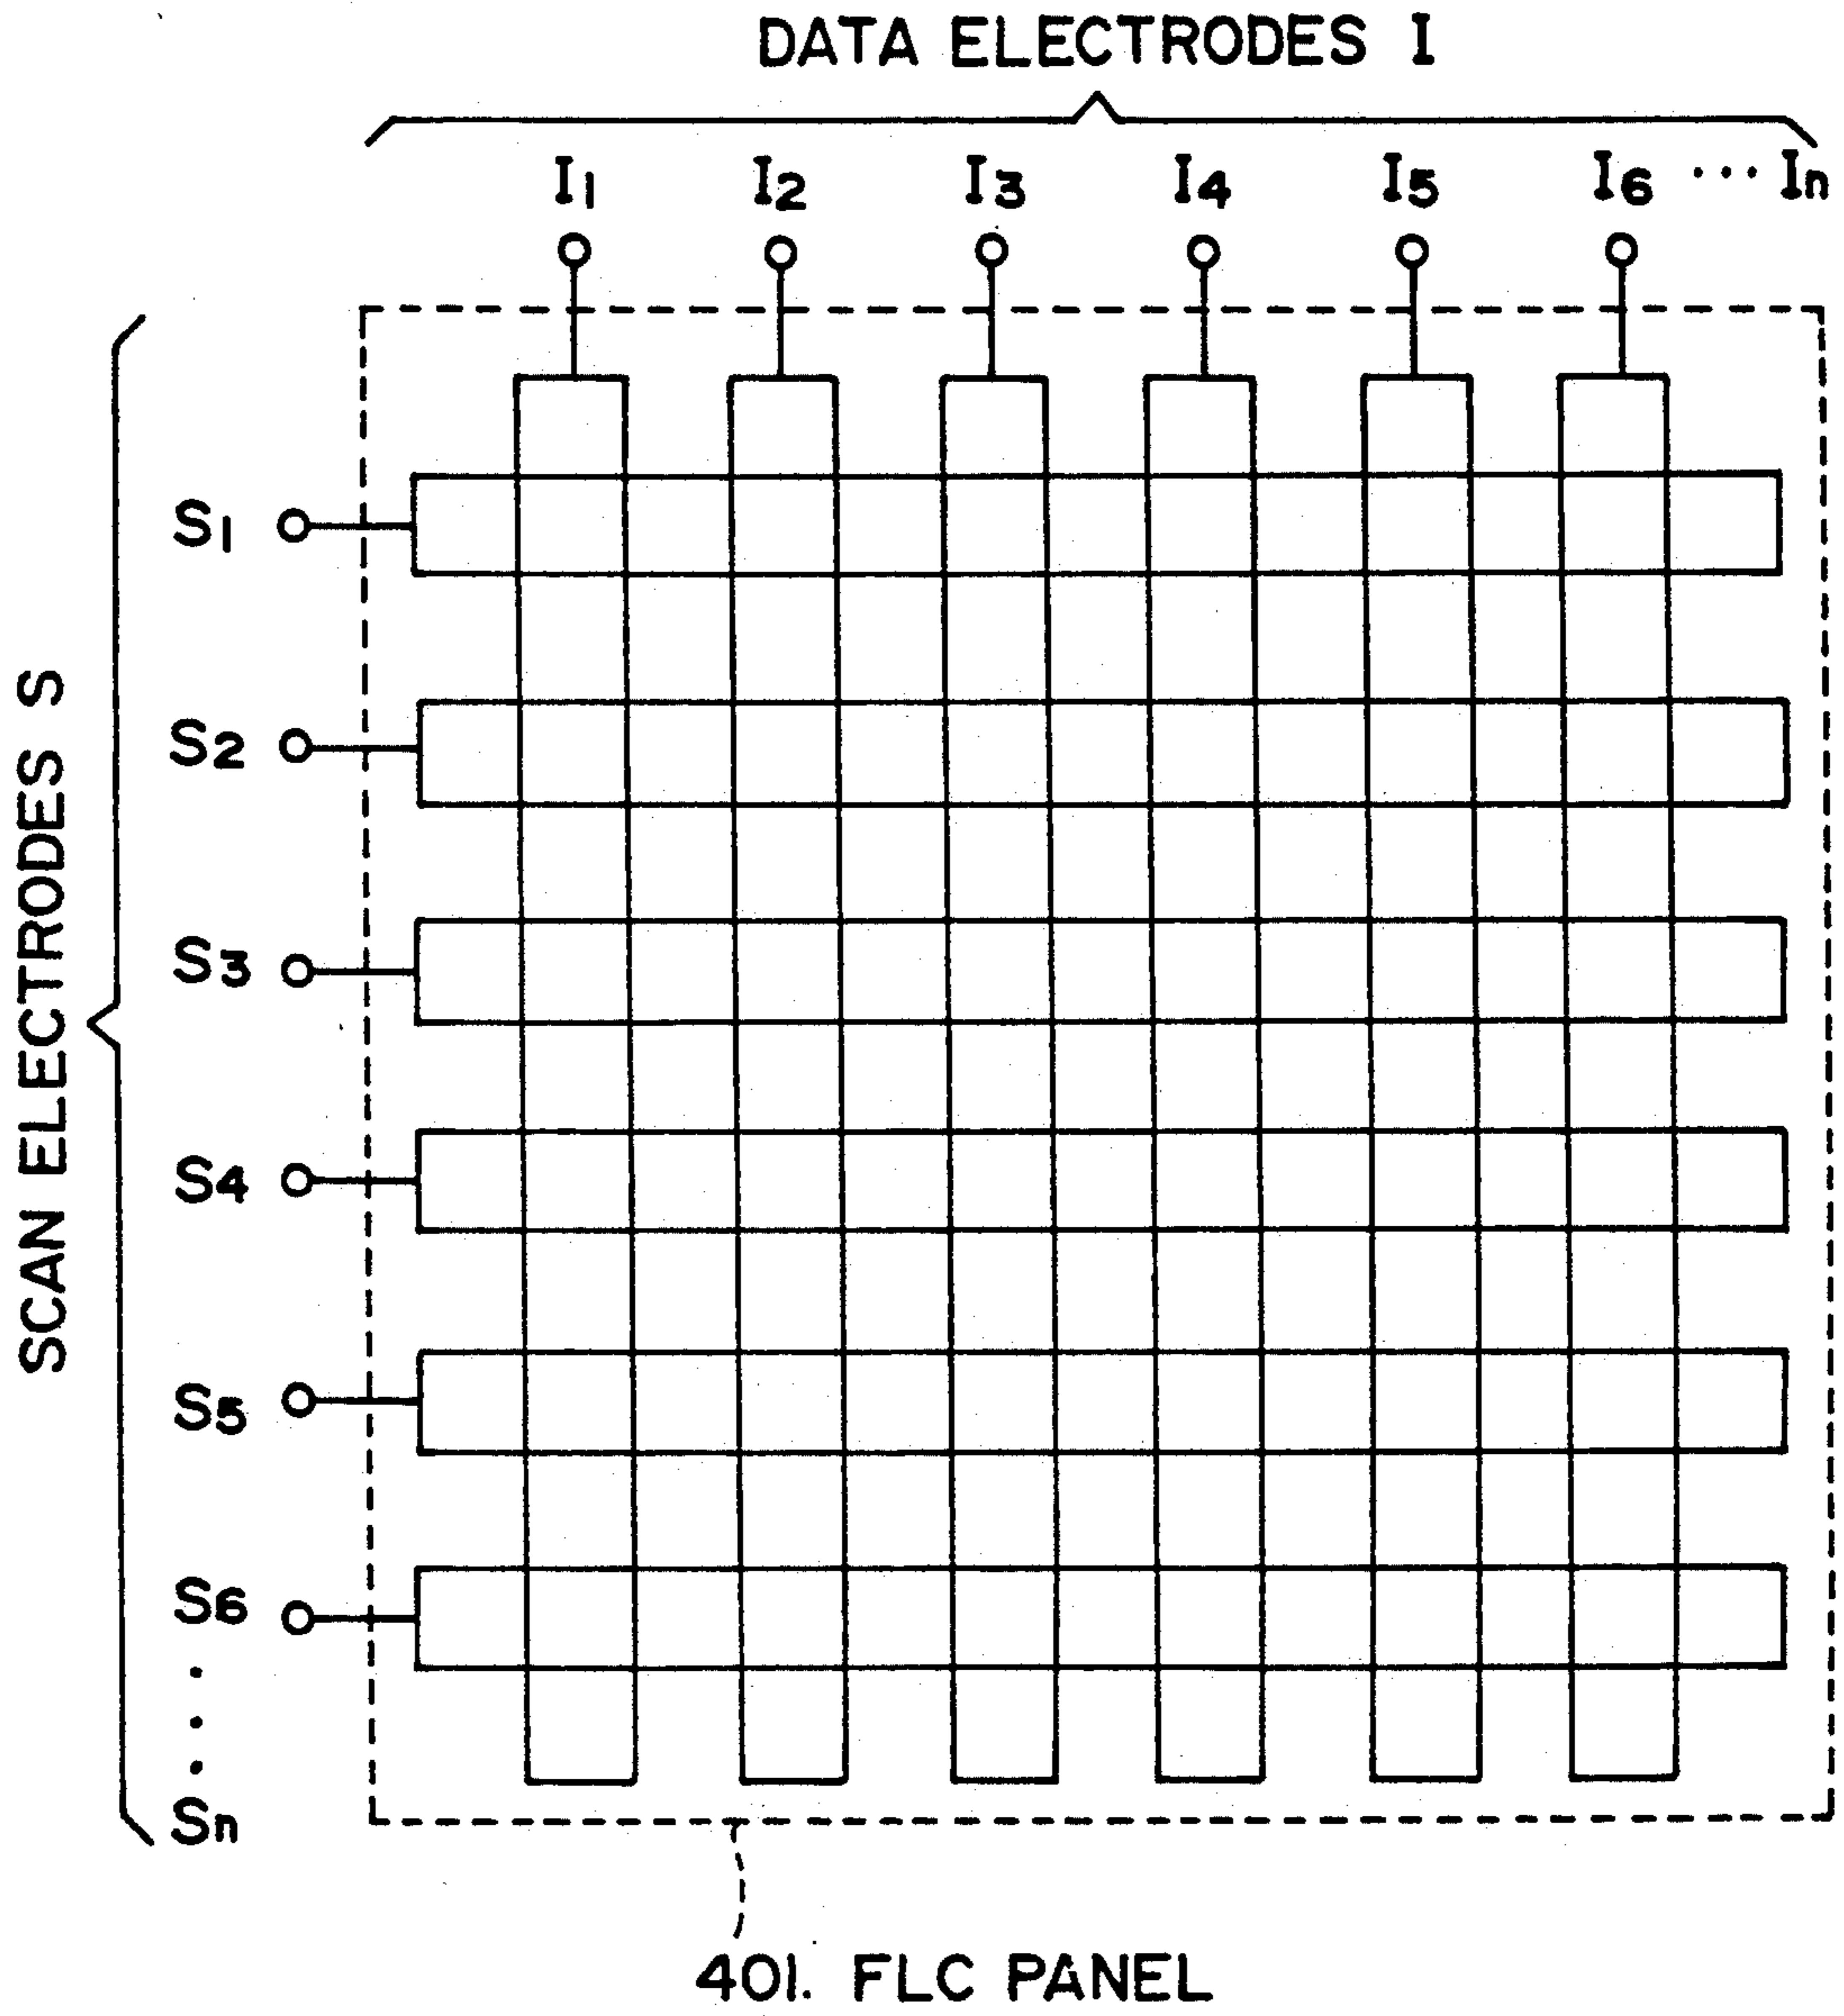 DATA ELECTRODES I
I1 I2 I3 I4 I5 I6 ··· In
SCAN ELECTRODES S
S1
S2
S3
S4
S5
S6
.
.
.
Sn
401. FLC PANEL